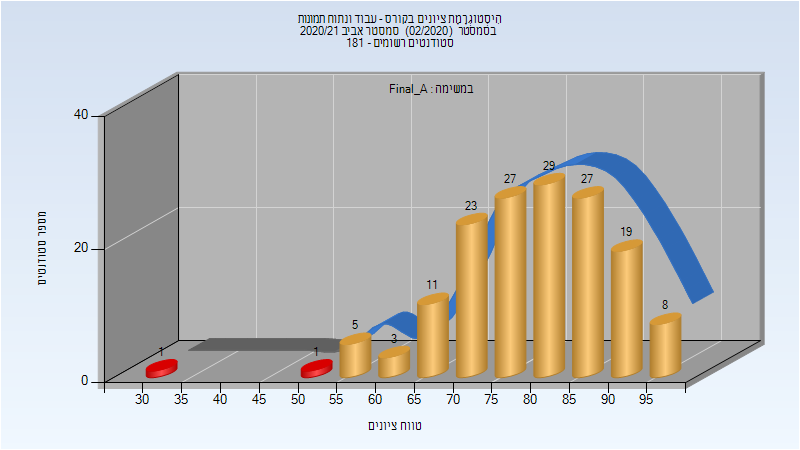 היסטוגרמת ציונים בקורס - עבוד ונתוח תמונות
בסמסטר (02/2020) סמסטר אביב 2020/21
סטודנטים רשומים - 181
במשימה : Final_A
מספר סטודנטים
40
20
0
1
1
5
3
11
23
27
29
27
19
8
30 35 40 45 50 55 60 65 70 75 80 85 90 95
טווח ציונים